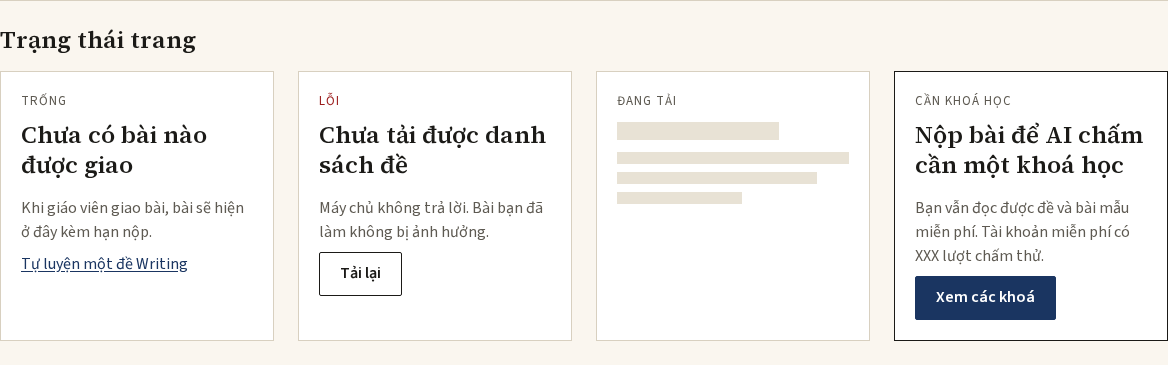 Trạng thái trang
TRỐNG
Chưa có bài nào
được giao
Khi giáo viên giao bài, bài sẽ hiện
ở đây kèm hạn nộp.
Tự luyện một đề Writing
LỖI
Chưa tải được danh
sách đề
Máy chủ không trả lời. Bài bạn đã
làm không bị ảnh hưởng.
Tải lại
ĐANG TẢI
CẦN KHOÁ HỌC
Nộp bài để AI chấm
cần một khoá học
Bạn vẫn đọc được đề và bài mẫu
miễn phí. Tài khoản miễn phí có
XXX lượt chấm thử.
Xem các khoá